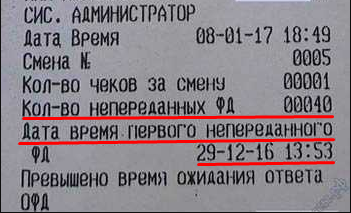 СИС. АДМИНИСТРАТОР
Дата Время 08-01-17 18:49
Смена № 0005
Кол-во чеков за смену 00001
Кол-во непереданных ФД 00040
Дата время первого непереданного
ФД 29-12-16 13:53
Превышено время ожидания ответа
ОФД